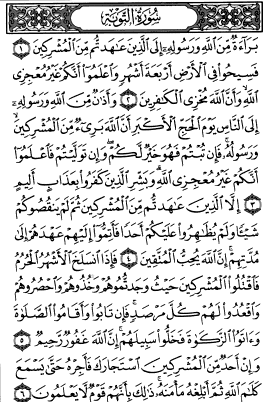 سُورَةُ التَّوْبَةِ
بَرَآءَةٌ مِّنَ ٱللَّهِ وَرَسُولِهِۦٓ إِلَى ٱلَّذِينَ عَٰهَدتُّم مِّنَ ٱلْمُشْرِكِينَ ١
فَسِيحُوا۟ فِى ٱلْأَرْضِ أَرْبَعَةَ أَشْهُرٍ وَٱعْلَمُوٓا۟ أَنَّكُمْ غَيْرُ مُعْجِزِى
ٱللَّهِ وَأَنَّ ٱللَّهَ مُخْزِى ٱلْكَٰفِرِينَ ٢ وَأَذَٰنٌ مِّنَ ٱللَّهِ وَرَسُولِهِۦٓ
إِلَى ٱلنَّاسِ يَوْمَ ٱلْحَجِّ ٱلْأَكْبَرِ أَنَّ ٱللَّهَ بَرِىٓءٌ مِّنَ ٱلْمُشْرِكِينَ
وَرَسُولُهُۥ فَإِن تُبْتُمْ فَهُوَ خَيْرٌ لَّكُمْ وَإِن تَوَلَّيْتُمْ فَٱعْلَمُوٓا۟
أَنَّكُمْ غَيْرُ مُعْجِزِى ٱللَّهِ وَبَشِّرِ ٱلَّذِينَ كَفَرُوا۟ بِعَذَابٍ أَلِيمٍ
٣ إِلَّا ٱلَّذِينَ عَٰهَدتُّم مِّنَ ٱلْمُشْرِكِينَ ثُمَّ لَمْ يَنقُصُوكُمْ
شَيْـًٔا وَلَمْ يُظَٰهِرُوا۟ عَلَيْكُمْ أَحَدًا فَأَتِمُّوٓا۟ إِلَيْهِمْ عَهْدَهُمْ إِلَىٰ
مُدَّتِهِمْ إِنَّ ٱللَّهَ يُحِبُّ ٱلْمُتَّقِينَ ٤ فَإِذَا ٱنسَلَخَ ٱلْأَشْهُرُ ٱلْحُرُمُ
فَٱقْتُلُوا۟ ٱلْمُشْرِكِينَ حَيْثُ وَجَدتُّمُوهُمْ وَخُذُوهُمْ وَٱحْصُرُوهُمْ
وَٱقْعُدُوا۟ لَهُمْ كُلَّ مَرْصَدٍ فَإِن تَابُوا۟ وَأَقَامُوا۟ ٱلصَّلَوٰةَ
وَءَاتَوُا۟ ٱلزَّكَوٰةَ فَخَلُّوا۟ سَبِيلَهُمْ إِنَّ ٱللَّهَ غَفُورٌ رَّحِيمٌ ٥
وَإِنْ أَحَدٌ مِّنَ ٱلْمُشْرِكِينَ ٱسْتَجَارَكَ فَأَجِرْهُ حَتَّىٰ يَسْمَعَ
كَلَٰمَ ٱللَّهِ ثُمَّ أَبْلِغْهُ مَأْمَنَهُۥ ذَٰلِكَ بِأَنَّهُمْ قَوْمٌ لَّا يَعْلَمُونَ ٦